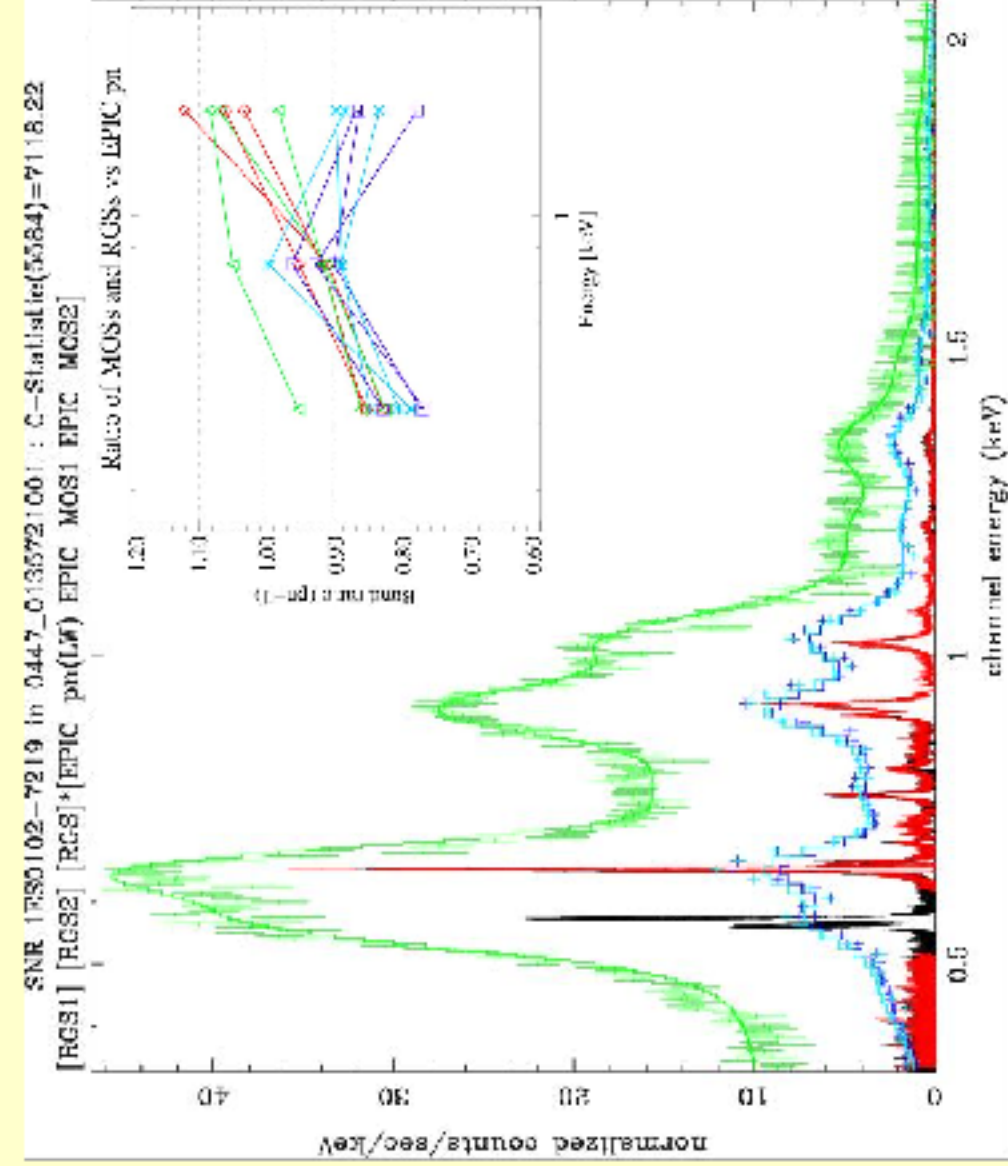 SNR 1E0102-7219 in 0447_0135721001 : C-Statistic(5584)=7118.22
[RGS1] [RGS2] [RGS]*[EPIC pn(LW) EPIC MOS1 EPIC MOS2]
Ratio of MOSs and RGSs vs EPIC pn
1.20
1.10
1.00
0.90
0.80
0.70
0.60
1
Energy [keV]
normalized counts/sec/keV
40
30
20
10
0
0.5
1
1.5
2
channel energy (keV)